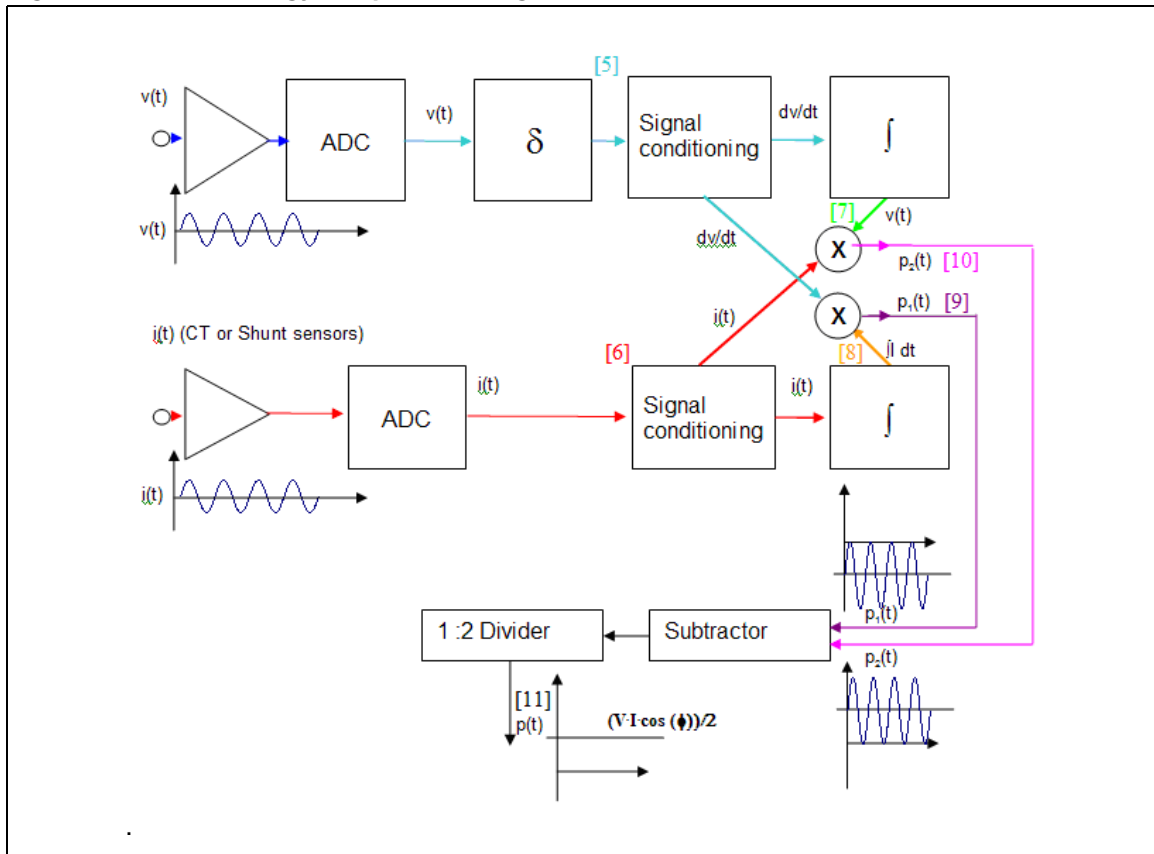 [5]
v(t)
v(t)
dv/dt
ADC
δ
Signal
conditioning
∫
v(t)
[7]
v(t)
dv/dt
X
p₂(t) [10]
i(t)
p₁(t) [9]
X
i(t) (CT or Shunt sensors)
[6]
[8]
∫I dt
i(t)
i(t)
ADC
Signal
conditioning
∫
i(t)
p₁(t)
1 :2 Divider
Subtractor
p₂(t)
[11]
p(t)
(V·I·cos (ϕ))/2
.